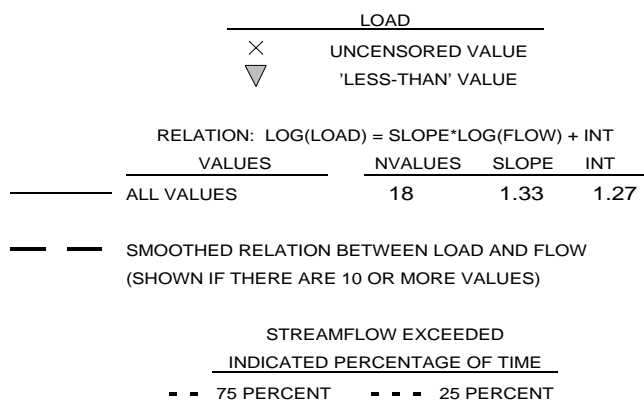 LOAD
UNCENSORED VALUE
'LESS-THAN' VALUE
RELATION: LOG(LOAD) = SLOPE*LOG(FLOW) + INT
VALUES NVALUES SLOPE INT
ALL VALUES 18 1.33 1.27
SMOOTHED RELATION BETWEEN LOAD AND FLOW
(SHOWN IF THERE ARE 10 OR MORE VALUES)
STREAMFLOW EXCEEDED
INDICATED PERCENTAGE OF TIME
75 PERCENT 25 PERCENT